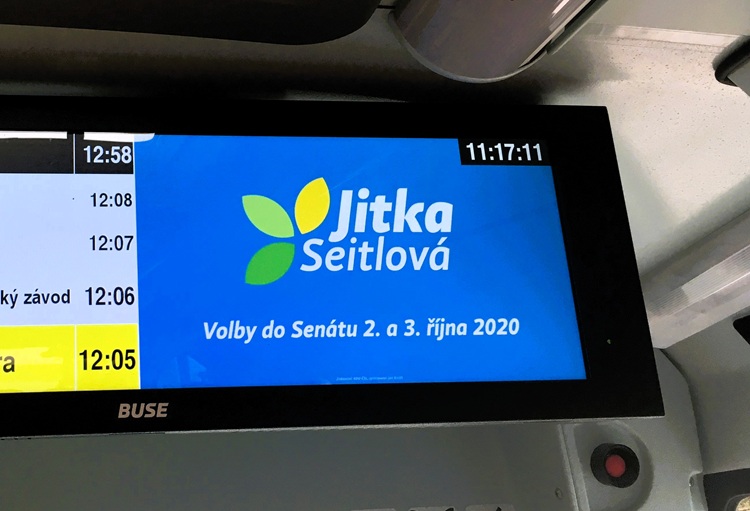 12:58
12:08
12:07
ký závod 12:06
ra 12:05
11:17:11
Jitka
Seitlová
Volby do Senátu 2. a 3. října 2020
BUSE